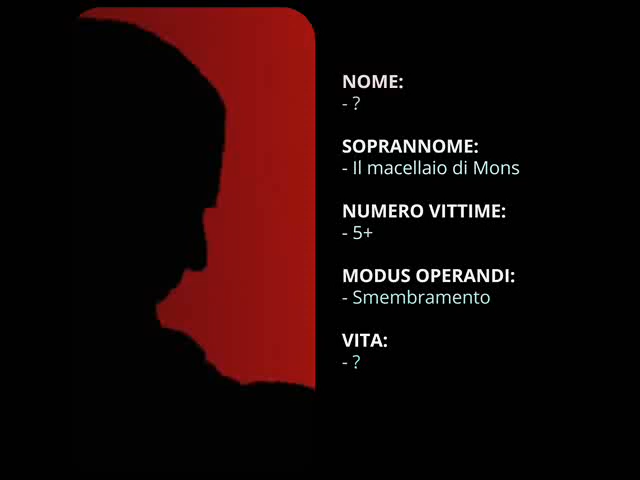 NOME:
- ?
SOPRANNOME:
- Il macellaio di Mons
NUMERO VITTIME:
- 5+
MODUS OPERANDI:
- Smembramento
VITA:
- ?